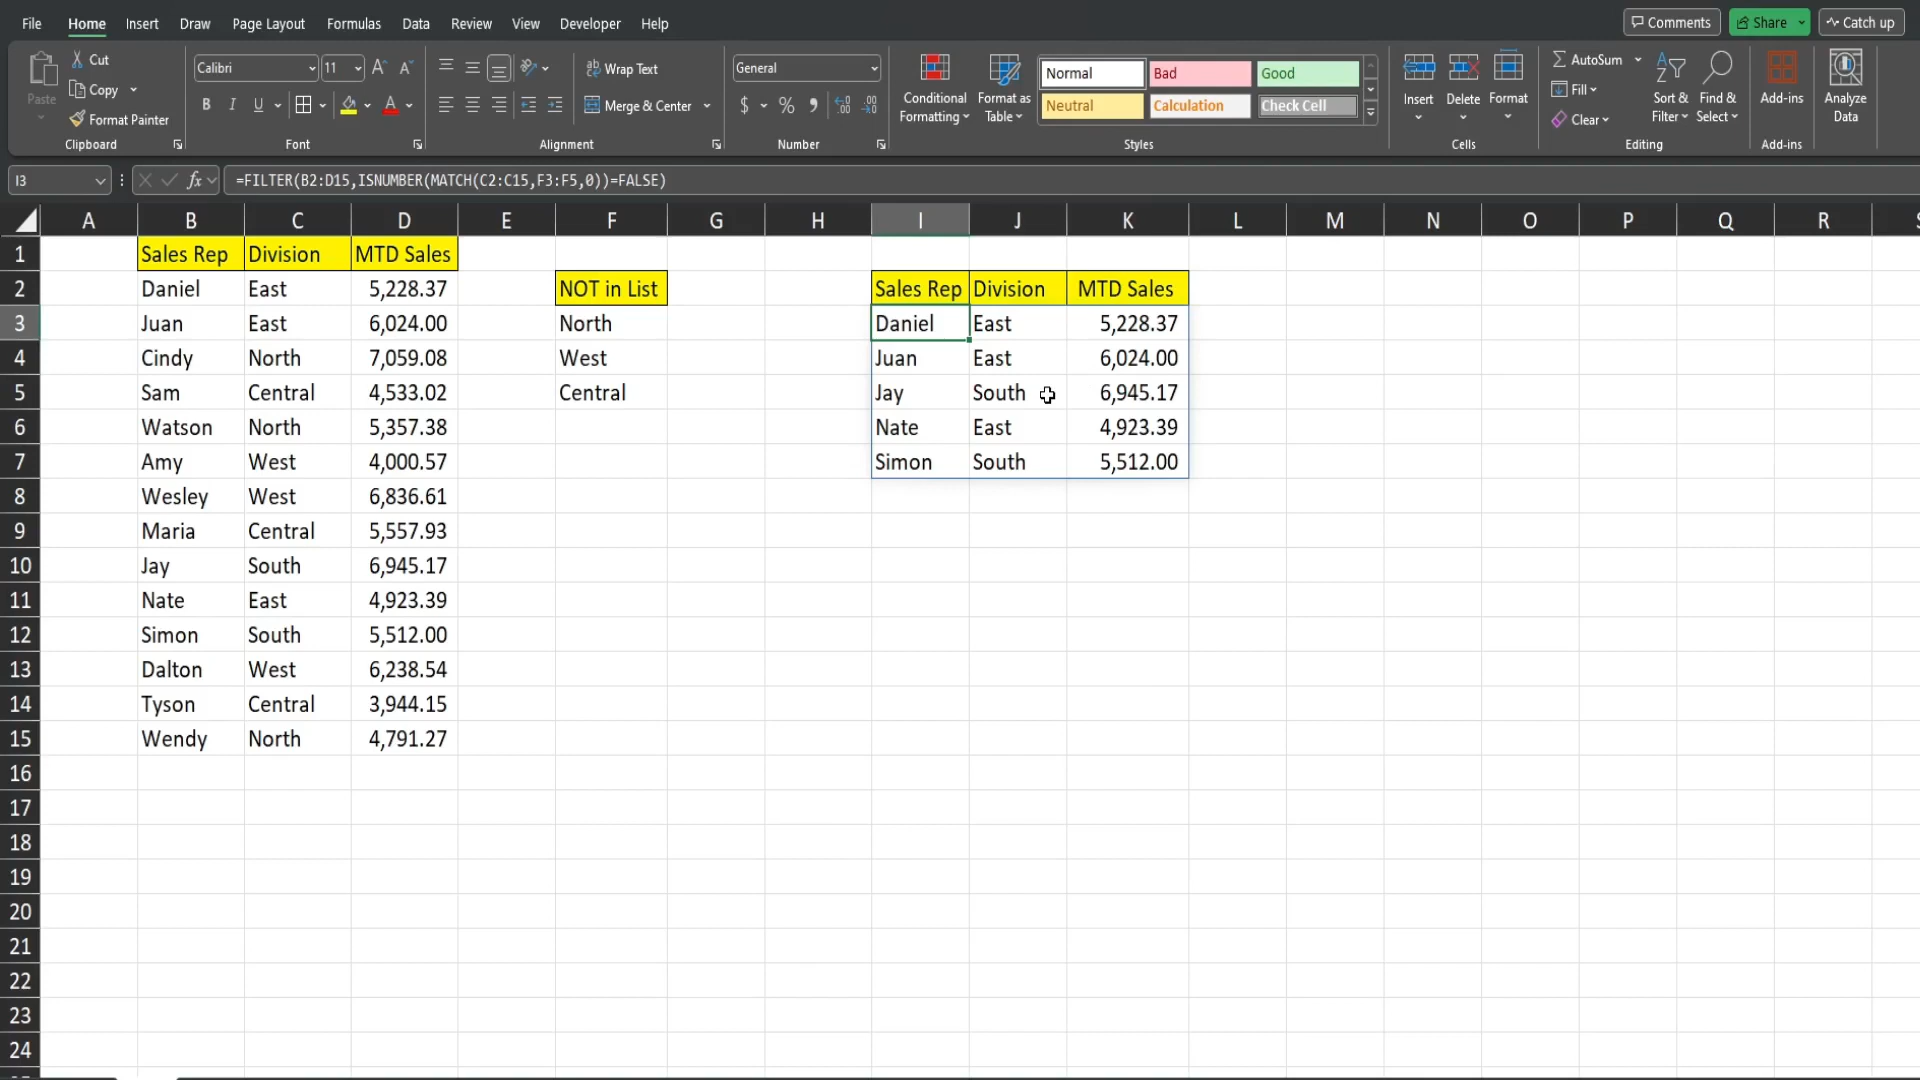 File Home Insert Draw Page Layout Formulas Data Review View Developer Help Comments Share Catch up
Paste Cut Copy Format Painter Clipboard
Calibri 11 A A B I U A Font
Wrap Text Merge & Center Alignment
General $ % Number
Conditional Formatting Format as Table Normal Bad Good Neutral Calculation Check Cell Styles
Insert Delete Format Cells
AutoSum Fill Clear Sort & Filter Find & Select Editing
Add-ins Add-ins
Analyze Data
I3 fx =FILTER(B2:D15,ISNUMBER(MATCH(C2:C15,F3:F5,0))=FALSE)
A B C D E F G H I J K L M N O P Q R
1 Sales Rep Division MTD Sales
2 Daniel East 5,228.37 NOT in List Sales Rep Division MTD Sales
3 Juan East 6,024.00 North Daniel East 5,228.37
4 Cindy North 7,059.08 West Juan East 6,024.00
5 Sam Central 4,533.02 Central Jay South 6,945.17
6 Watson North 5,357.38 Nate East 4,923.39
7 Amy West 4,000.57 Simon South 5,512.00
8 Wesley West 6,836.61
9 Maria Central 5,557.93
10 Jay South 6,945.17
11 Nate East 4,923.39
12 Simon South 5,512.00
13 Dalton West 6,238.54
14 Tyson Central 3,944.15
15 Wendy North 4,791.27
16
17
18
19
20
21
22
23
24